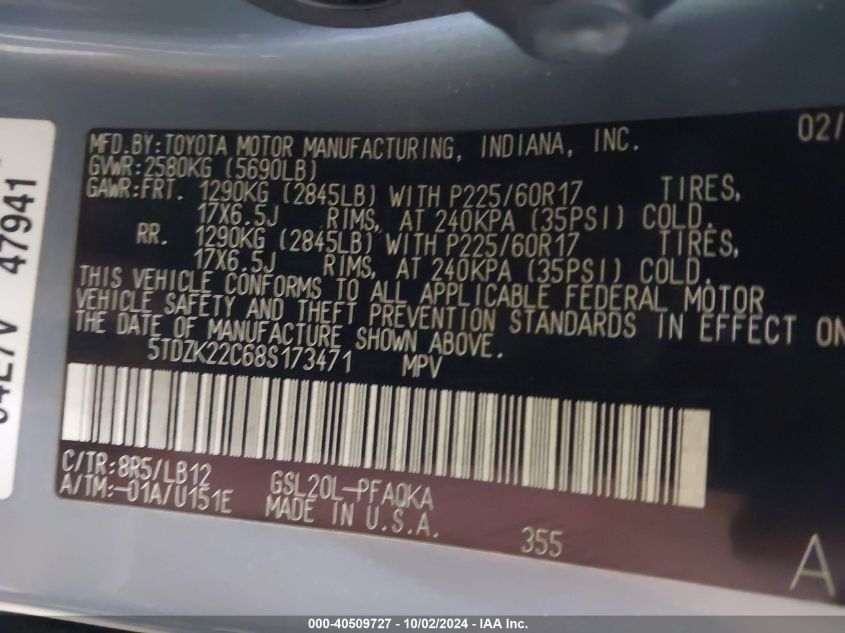 MFD.BY:TOYOTA MOTOR MANUFACTURING, INDIANA, INC. 02/
GVWR:2580KG (5690LB)
GAWR:FRT. 1290KG (2845LB) WITH P225/60R17 TIRES,
17X6.5J RIMS, AT 240KPA (35PSI) COLD.
RR. 1290KG (2845LB) WITH P225/60R17 TIRES,
17X6.5J RIMS, AT 240KPA (35PSI) COLD.
THIS VEHICLE CONFORMS TO ALL APPLICABLE FEDERAL MOTOR
VEHICLE SAFETY AND THEFT PREVENTION STANDARDS IN EFFECT ON
THE DATE OF MANUFACTURE SHOWN ABOVE.
5TDZK22C68S173471 MPV
C/TR:8R5/LB12 GSL20L-PFAQKA
A/TM:-01A/U151E MADE IN U.S.A. 355
A
47941
000-40509727 - 10/02/2024 - IAA Inc.